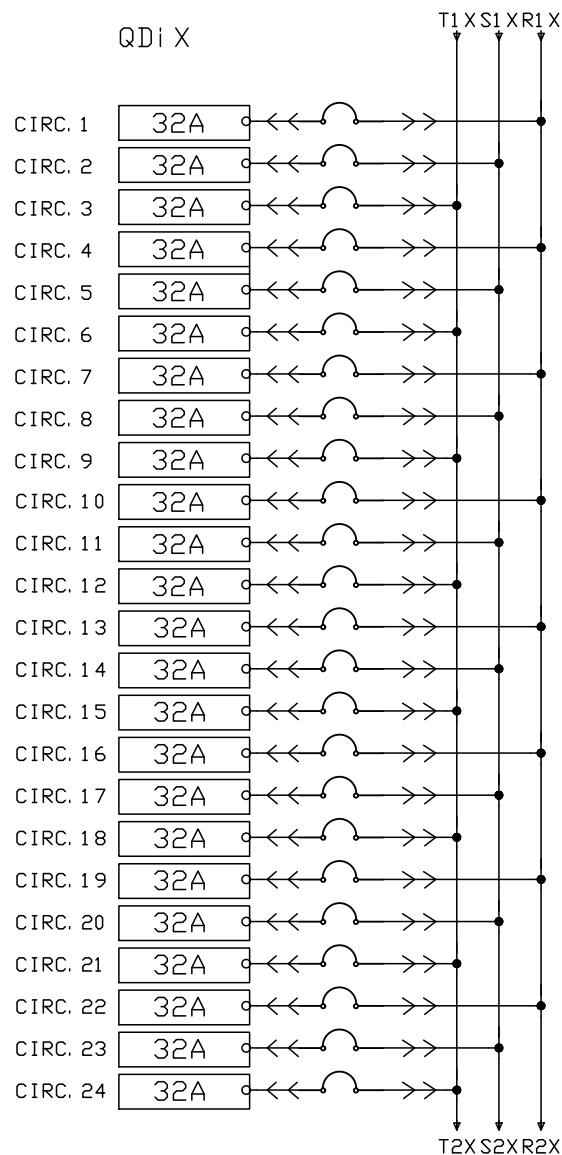 T1X S1X R1X
QDiX
CIRC. 1 32A
CIRC. 2 32A
CIRC. 3 32A
CIRC. 4 32A
CIRC. 5 32A
CIRC. 6 32A
CIRC. 7 32A
CIRC. 8 32A
CIRC. 9 32A
CIRC. 10 32A
CIRC. 11 32A
CIRC. 12 32A
CIRC. 13 32A
CIRC. 14 32A
CIRC. 15 32A
CIRC. 16 32A
CIRC. 17 32A
CIRC. 18 32A
CIRC. 19 32A
CIRC. 20 32A
CIRC. 21 32A
CIRC. 22 32A
CIRC. 23 32A
CIRC. 24 32A
T2X S2X R2X